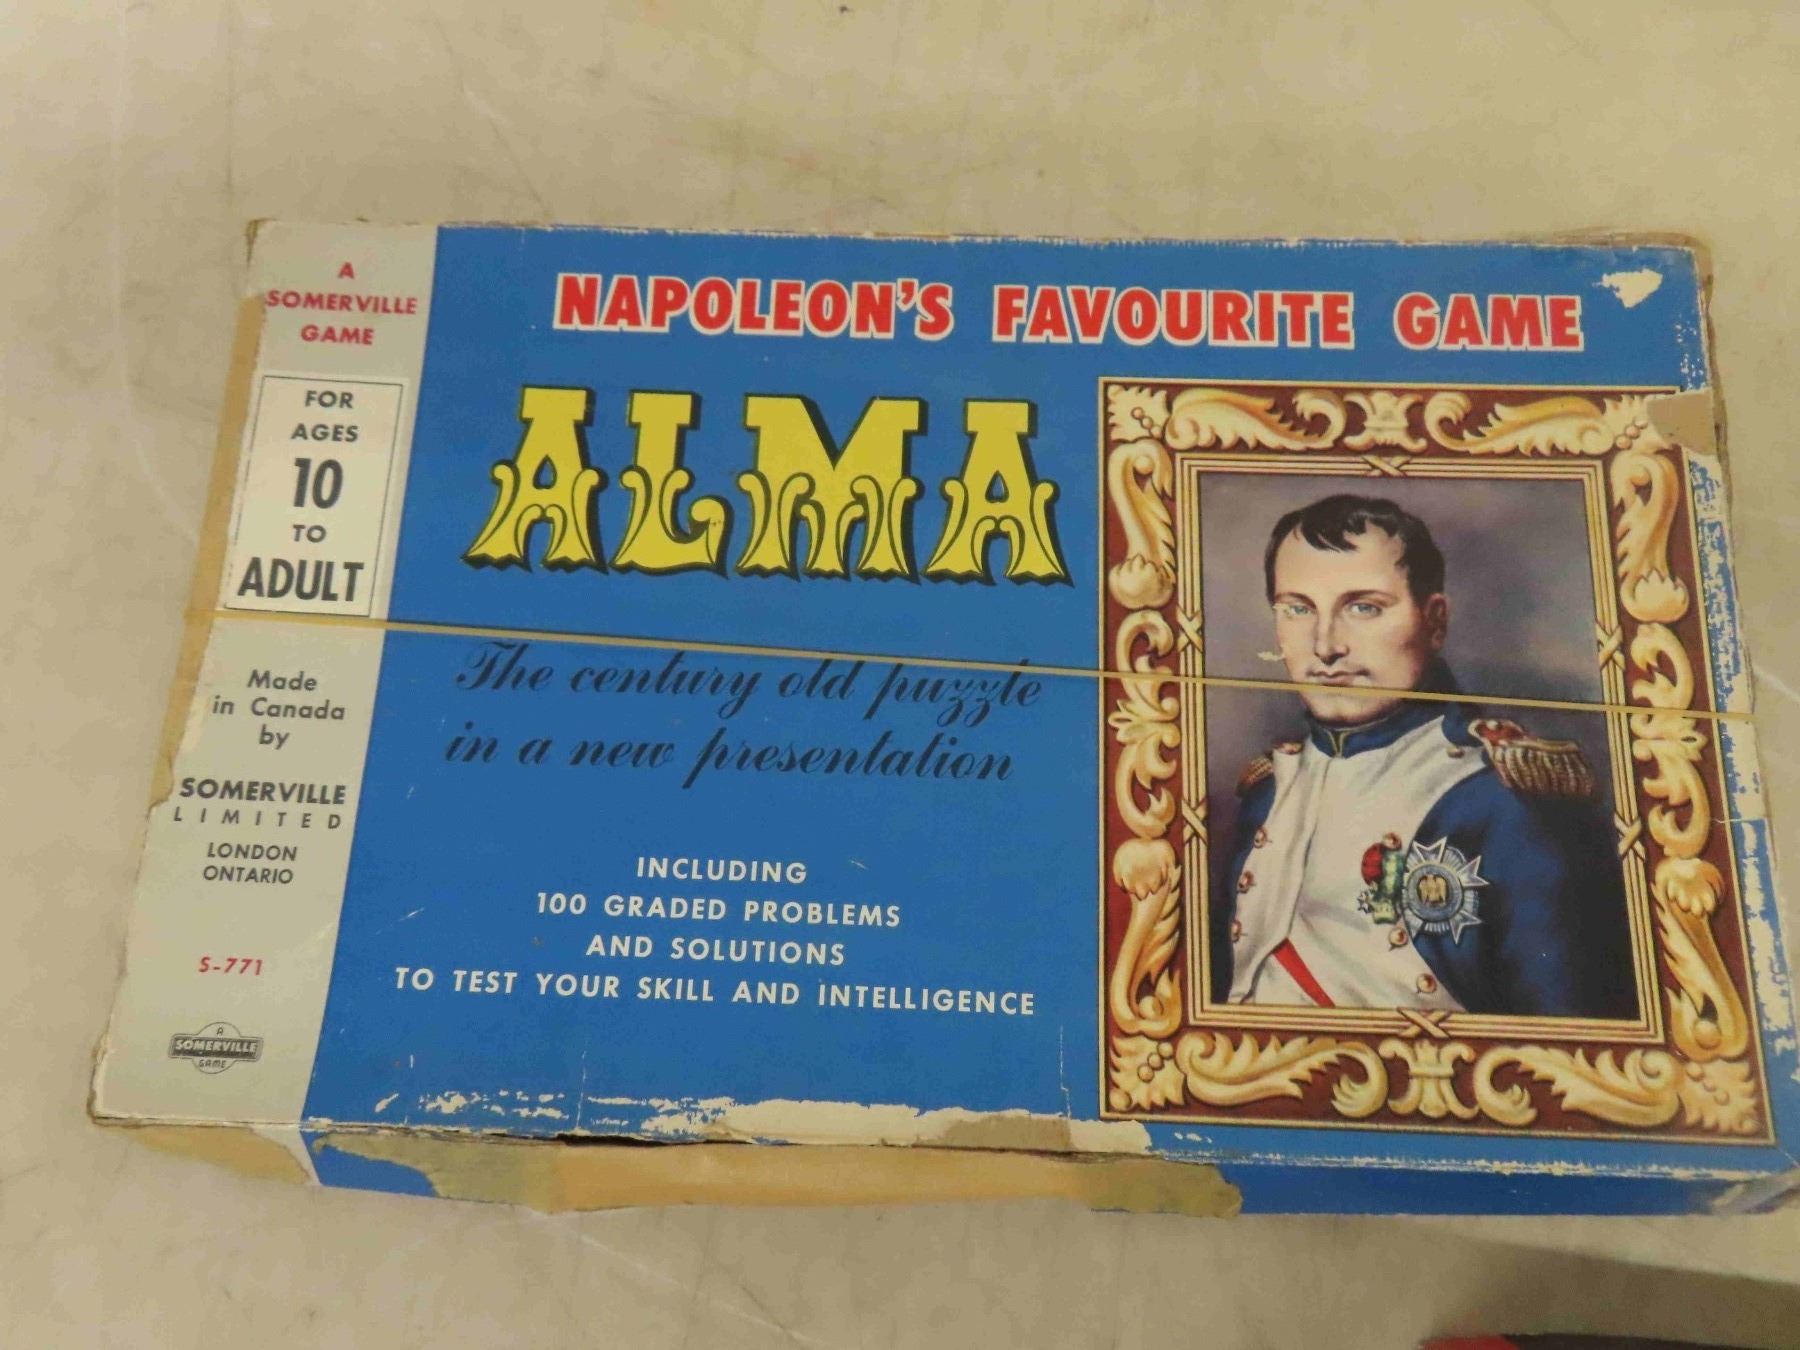 A
SOMERVILLE
GAME
FOR
AGES
10
TO
ADULT
Made
in Canada
by
SOMERVILLE
LIMITED
LONDON
ONTARIO
S-771
A
SOMERVILLE
GAME
NAPOLEON'S FAVOURITE GAME
ALMA
The century old puzzle
in a new presentation
INCLUDING
100 GRADED PROBLEMS
AND SOLUTIONS
TO TEST YOUR SKILL AND INTELLIGENCE